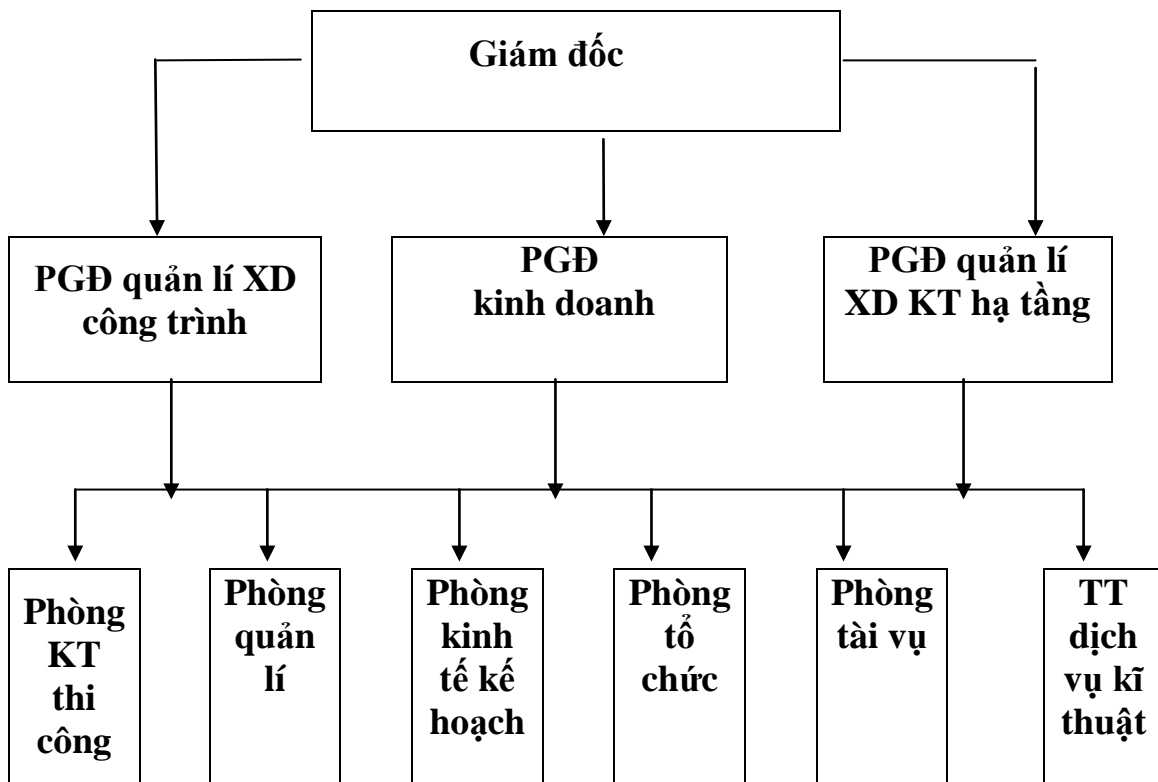 Giám đốc
PGĐ quản lí XD
công trình
PGĐ
kinh doanh
PGĐ quản lí
XD KT hạ tầng
Phòng
KT
thi
công
Phòng
quản
lí
Phòng
kinh
tế kế
hoạch
Phòng
tổ
chức
Phòng
tài vụ
TT
dịch
vụ kĩ
thuật